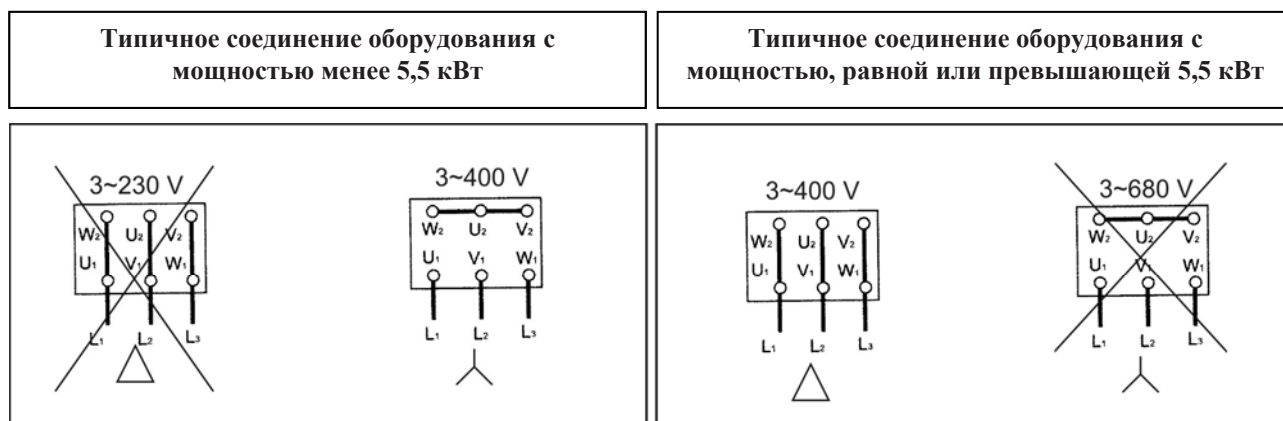 Типичное соединение оборудования с
мощностью менее 5,5 кВт
Типичное соединение оборудования с
мощностью, равной или превышающей 5,5 кВт
3~230 V
W₂ U₂ V₂
U₁ V₁ W₁
L₁ L₂ L₃
3~400 V
W₂ U₂ V₂
U₁ V₁ W₁
L₁ L₂ L₃
3~400 V
W₂ U₂ V₂
U₁ V₁ W₁
L₁ L₂ L₃
3~680 V
W₂ U₂ V₂
U₁ V₁ W₁
L₁ L₂ L₃